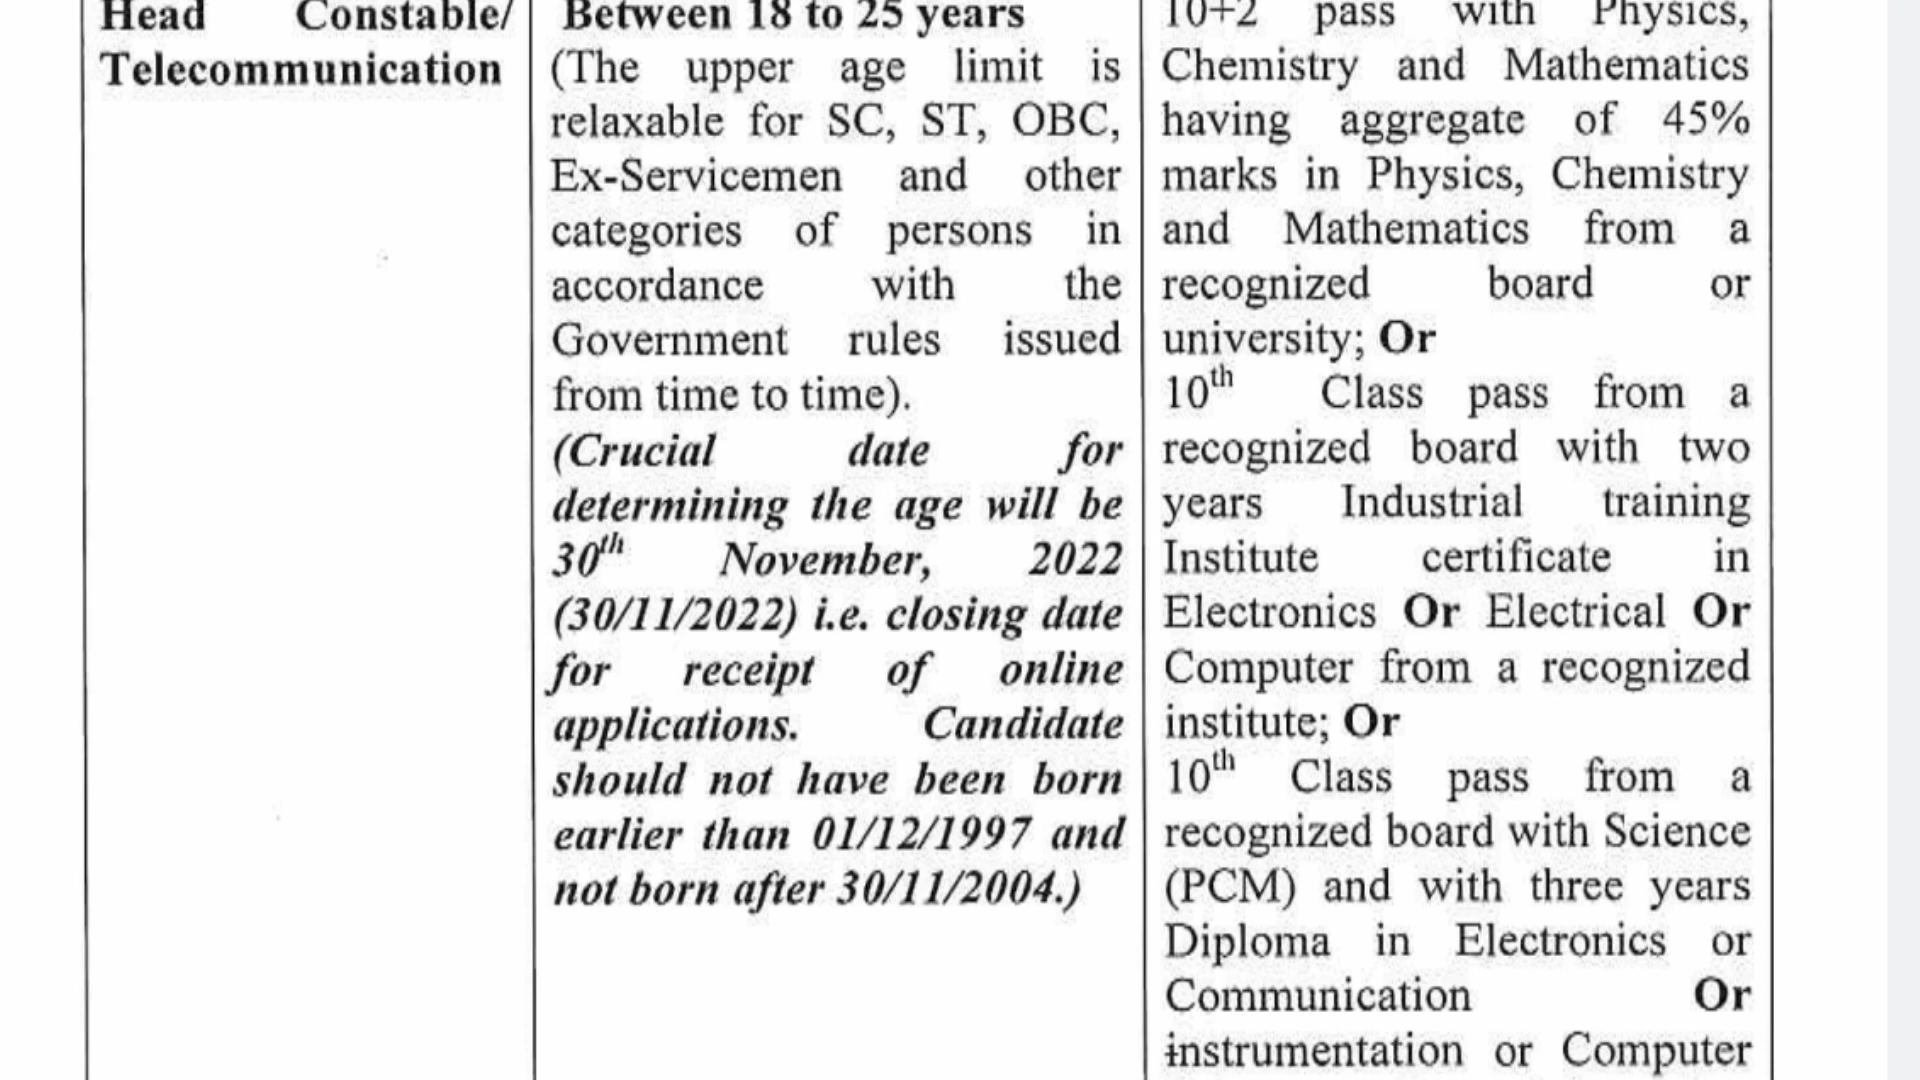 Head Constable/
Telecommunication
Between 18 to 25 years
(The upper age limit is
relaxable for SC, ST, OBC,
Ex-Servicemen and other
categories of persons in
accordance with the
Government rules issued
from time to time).
(Crucial date for
determining the age will be
30th November, 2022
(30/11/2022) i.e. closing date
for receipt of online
applications. Candidate
should not have been born
earlier than 01/12/1997 and
not born after 30/11/2004.)
10+2 pass with Physics,
Chemistry and Mathematics
having aggregate of 45%
marks in Physics, Chemistry
and Mathematics from a
recognized board or
university; Or
10th Class pass from a
recognized board with two
years Industrial training
Institute certificate in
Electronics Or Electrical Or
Computer from a recognized
institute; Or
10th Class pass from a
recognized board with Science
(PCM) and with three years
Diploma in Electronics or
Communication Or
instrumentation or Computer